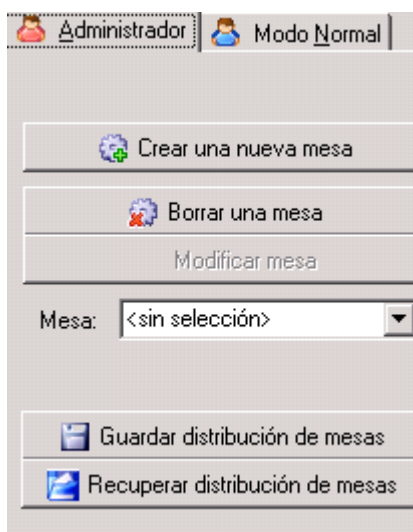 Administrador Modo Normal
Crear una nueva mesa
Borrar una mesa
Modificar mesa
Mesa: <sin selección>
Guardar distribución de mesas
Recuperar distribución de mesas